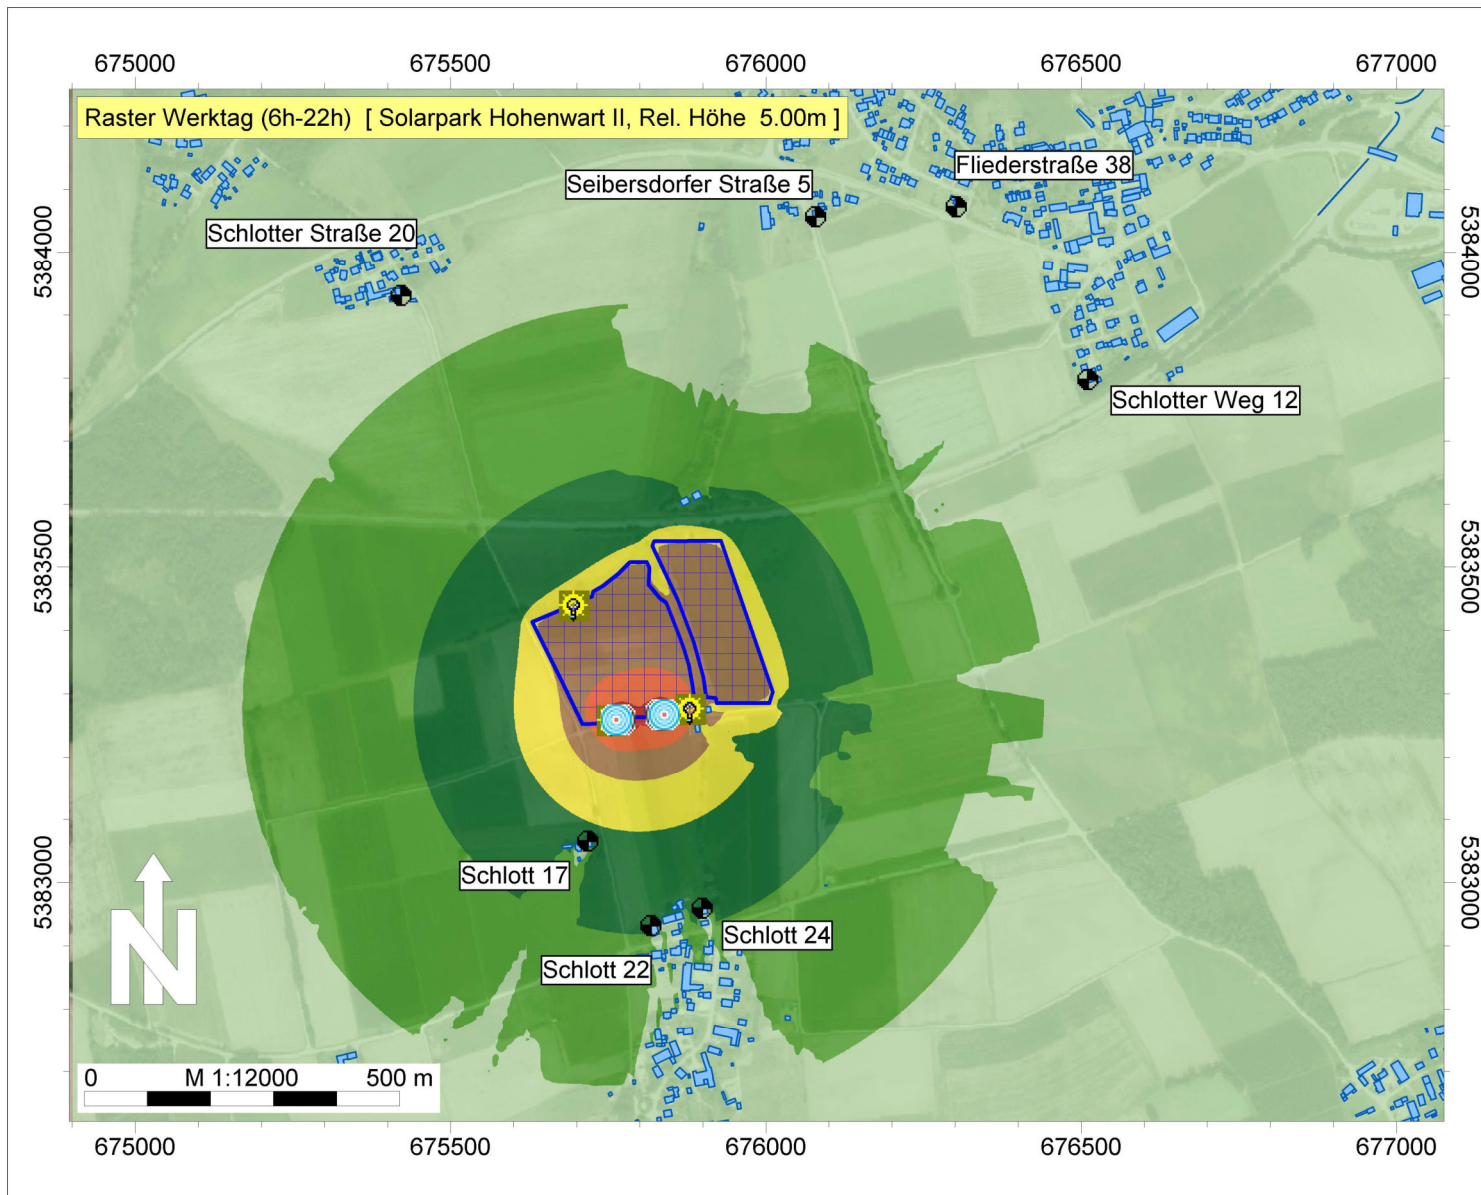 675000 675500 676000 676500 677000
Raster Werktag (6h-22h) [ Solarpark Hohenwart II, Rel. Höhe 5.00m ]
Fliederstraße 38
Seibersdorfer Straße 5
Schlotter Straße 20
5384000 5384000
Schlotter Weg 12
5383500 5383500
Schlott 17
5383000 5383000
Schlott 24
Schlott 22
N
0 M 1:12000 500 m
675000 675500 676000 676500 677000